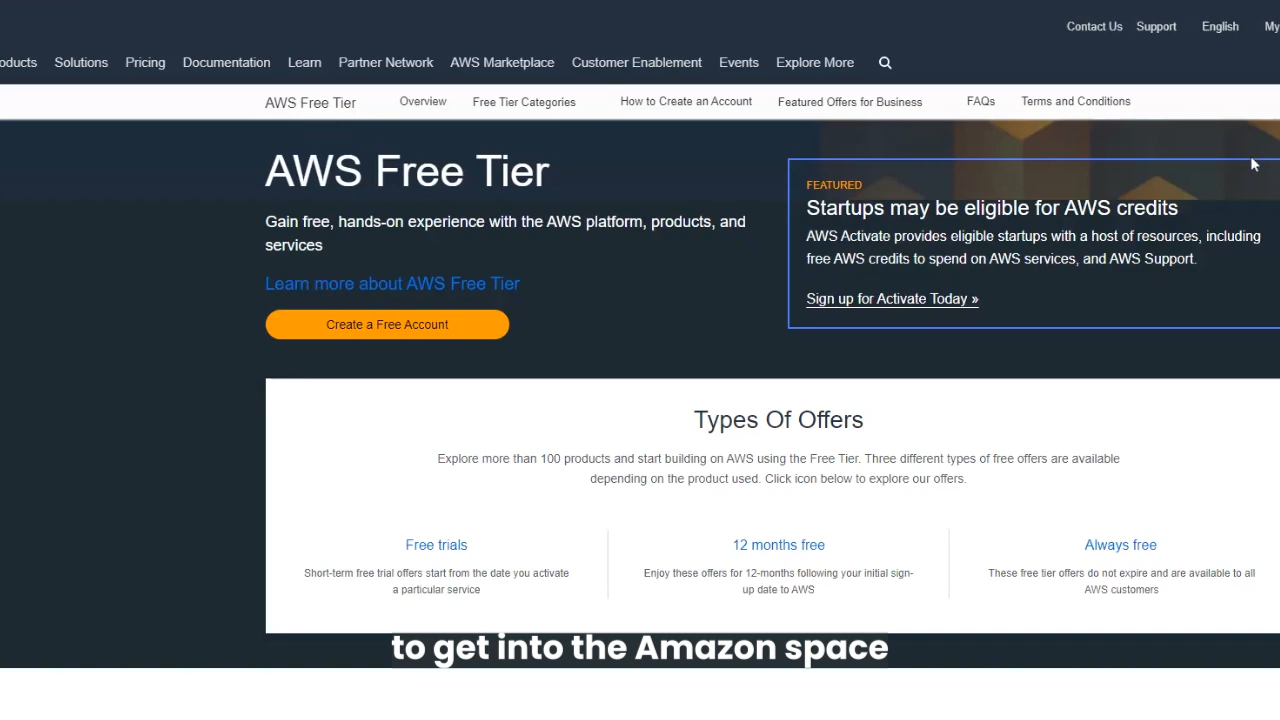 Contact Us Support English My
oducts Solutions Pricing Documentation Learn Partner Network AWS Marketplace Customer Enablement Events Explore More
AWS Free Tier Overview Free Tier Categories How to Create an Account Featured Offers for Business FAQs Terms and Conditions
AWS Free Tier
Gain free, hands-on experience with the AWS platform, products, and
services
Learn more about AWS Free Tier
Create a Free Account
FEATURED
Startups may be eligible for AWS credits
AWS Activate provides eligible startups with a host of resources, including
free AWS credits to spend on AWS services, and AWS Support.
Sign up for Activate Today »
Types Of Offers
Explore more than 100 products and start building on AWS using the Free Tier. Three different types of free offers are available
depending on the product used. Click icon below to explore our offers.
Free trials
Short-term free trial offers start from the date you activate
a particular service
12 months free
Enjoy these offers for 12-months following your initial sign-
up date to AWS
Always free
These free tier offers do not expire and are available to all
AWS customers
to get into the Amazon space